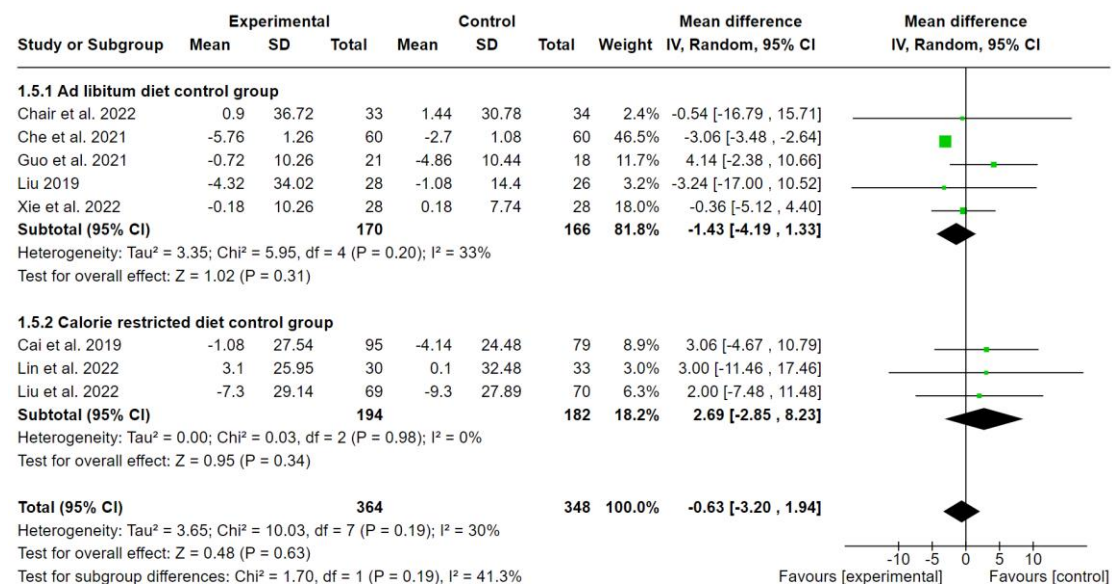 Experimental Control Mean difference Mean difference
Study or Subgroup Mean SD Total Mean SD Total Weight IV, Random, 95% CI IV, Random, 95% CI
1.5.1 Ad libitum diet control group
Chair et al. 2022 0.9 36.72 33 1.44 30.78 34 2.4% -0.54 [-16.79 , 15.71]
Che et al. 2021 -5.76 1.26 60 -2.7 1.08 60 46.5% -3.06 [-3.48 , -2.64]
Guo et al. 2021 -0.72 10.26 21 -4.86 10.44 18 11.7% 4.14 [-2.38 , 10.66]
Liu 2019 -4.32 34.02 28 -1.08 14.4 26 3.2% -3.24 [-17.00 , 10.52]
Xie et al. 2022 -0.18 10.26 28 0.18 7.74 28 18.0% -0.36 [-5.12 , 4.40]
Subtotal (95% CI) 170 166 81.8% -1.43 [-4.19 , 1.33]
Heterogeneity: Tau² = 3.35; Chi² = 5.95, df = 4 (P = 0.20); I² = 33%
Test for overall effect: Z = 1.02 (P = 0.31)
1.5.2 Calorie restricted diet control group
Cai et al. 2019 -1.08 27.54 95 -4.14 24.48 79 8.9% 3.06 [-4.67 , 10.79]
Lin et al. 2022 3.1 25.95 30 0.1 32.48 33 3.0% 3.00 [-11.46 , 17.46]
Liu et al. 2022 -7.3 29.14 69 -9.3 27.89 70 6.3% 2.00 [-7.48 , 11.48]
Subtotal (95% CI) 194 182 18.2% 2.69 [-2.85 , 8.23]
Heterogeneity: Tau² = 0.00; Chi² = 0.03, df = 2 (P = 0.98); I² = 0%
Test for overall effect: Z = 0.95 (P = 0.34)
Total (95% CI) 364 348 100.0% -0.63 [-3.20 , 1.94]
Heterogeneity: Tau² = 3.65; Chi² = 10.03, df = 7 (P = 0.19); I² = 30%
Test for overall effect: Z = 0.48 (P = 0.63)
-10 -5 0 5 10
Test for subgroup differences: Chi² = 1.70, df = 1 (P = 0.19), I² = 41.3% Favours [experimental] Favours [control]